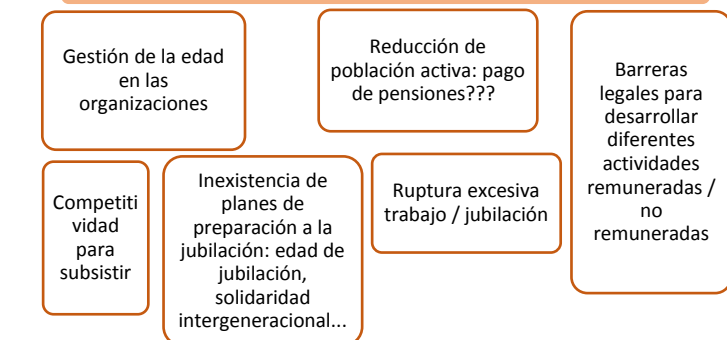 Gestión de la edad
en las
organizaciones
Reducción de
población activa: pago
de pensiones???
Barreras
legales para
desarrollar
diferentes
actividades
remuneradas /
no
remuneradas
Competiti
vidad
para
subsistir
Inexistencia de
planes de
preparación a la
jubilación: edad de
jubilación,
solidaridad
intergeneracional...
Ruptura excesiva
trabajo / jubilación